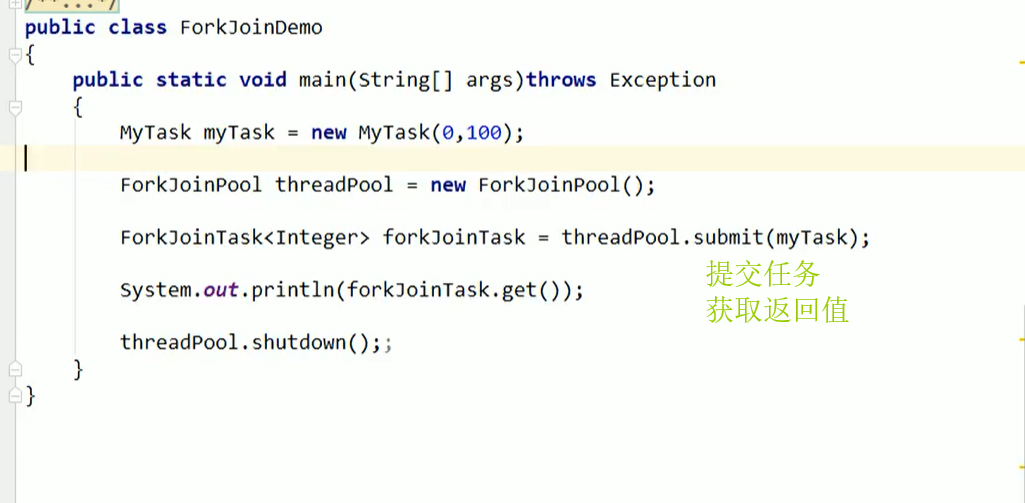 /**...*/
public class ForkJoinDemo
{
public static void main(String[] args)throws Exception
{
MyTask myTask = new MyTask(0,100);
ForkJoinPool threadPool = new ForkJoinPool();
ForkJoinTask<Integer> forkJoinTask = threadPool.submit(myTask);
提交任务
System.out.println(forkJoinTask.get());
获取返回值
threadPool.shutdown();;
}
}